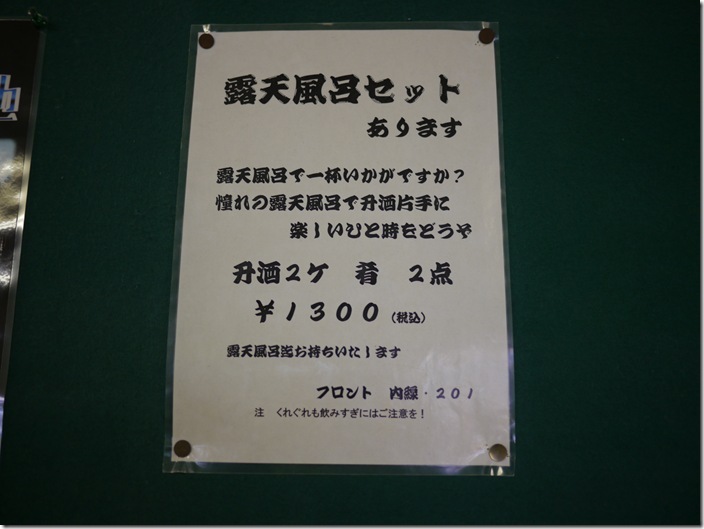 露天風呂セット
あります
露天風呂で一杯いかがですか？
憧れの露天風呂で升酒片手に
楽しいひと時をどうぞ
升酒２ケ　肴　２点
￥１３００（税込）
露天風呂迄お持ちいたします
フロント　内線・２０１
注　くれぐれも飲みすぎにはご注意を！